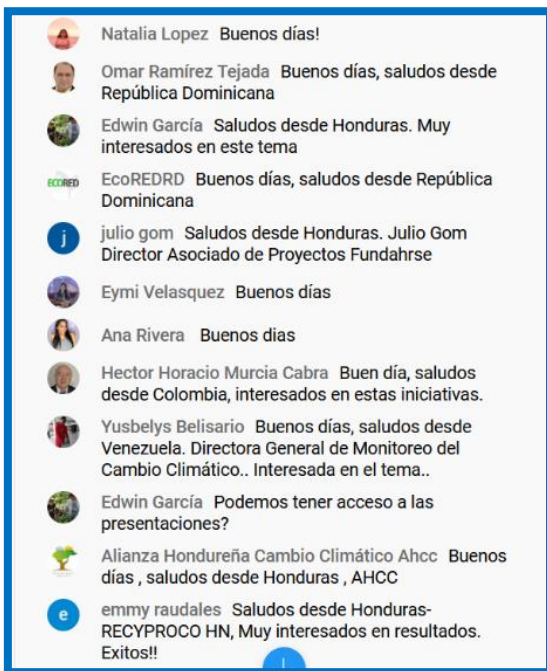 Natalia Lopez Buenos días!
Omar Ramírez Tejada Buenos días, saludos desde
República Dominicana
Edwin García Saludos desde Honduras. Muy
interesados en este tema
ECORED
EcoREDRD Buenos días, saludos desde República
Dominicana
j
julio gom Saludos desde Honduras. Julio Gom
Director Asociado de Proyectos Fundahrse
Eymi Velasquez Buenos días
Ana Rivera Buenos dias
Hector Horacio Murcia Cabra Buen día, saludos
desde Colombia, interesados en estas iniciativas.
Yusbelys Belisario Buenos días, saludos desde
Venezuela. Directora General de Monitoreo del
Cambio Climático.. Interesada en el tema..
Edwin García Podemos tener acceso a las
presentaciones?
Alianza Hondureña Cambio Climático Ahcc Buenos
días , saludos desde Honduras , AHCC
e
emmy raudales Saludos desde Honduras-
RECYPROCO HN, Muy interesados en resultados.
Exitos!!